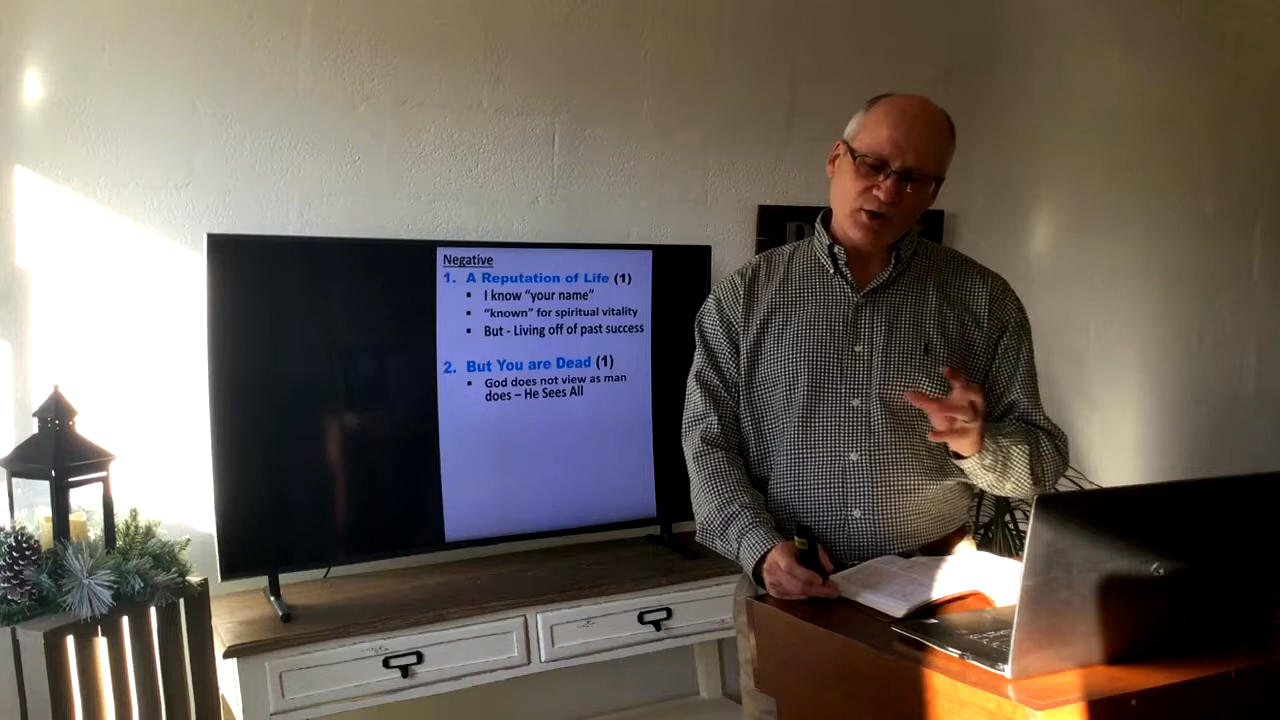 Negative
1. A Reputation of Life (1)
▪ I know “your name”
▪ “known” for spiritual vitality
▪ But - Living off of past success
2. But You are Dead (1)
▪ God does not view as man
does – He Sees All
hp